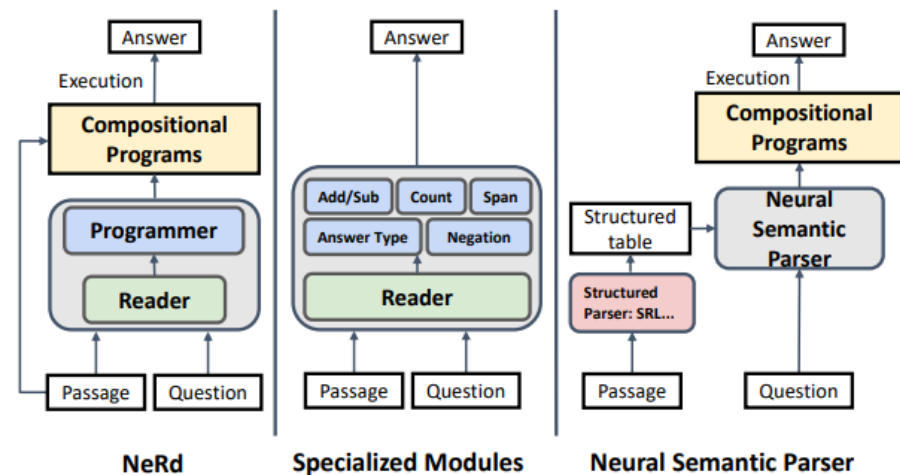 Answer
Execution
Compositional
Programs
Programmer
Reader
Passage
Question
NeRd
Answer
Add/Sub
Count
Span
Answer Type
Negation
Reader
Passage
Question
Specialized Modules
Answer
Execution
Compositional
Programs
Structured
table
Neural
Semantic
Parser
Structured
Parser: SRL...
Passage
Question
Neural Semantic Parser